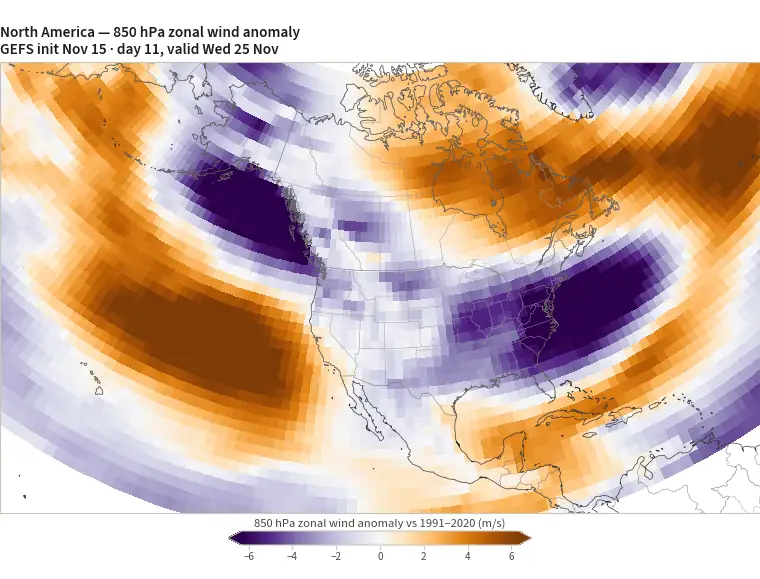 North America — 850 hPa zonal wind anomaly
GEFS init Nov 15 · day 11, valid Wed 25 Nov
850 hPa zonal wind anomaly vs 1991–2020 (m/s)
−6 −4 −2 0 2 4 6